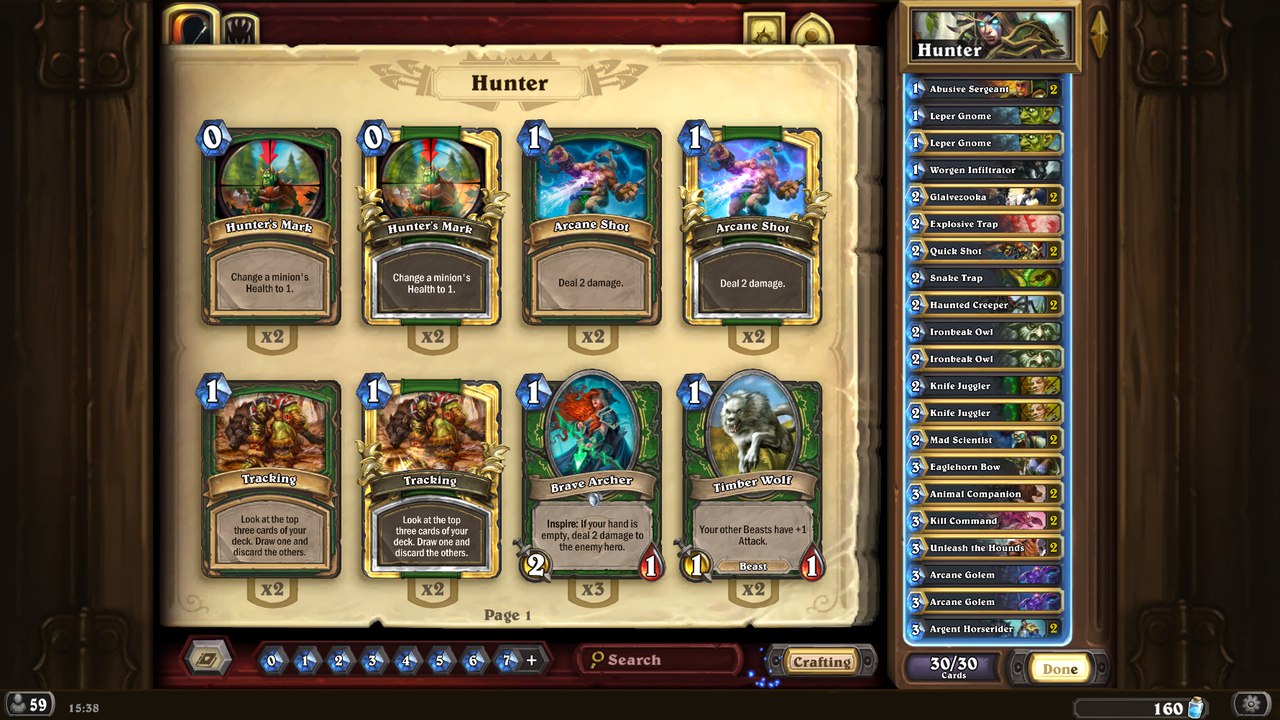 Hunter
0
Hunter's Mark
Change a minion's
Health to 1.
x2
0
Hunter's Mark
Change a minion's
Health to 1.
x2
1
Arcane Shot
Deal 2 damage.
x2
1
Arcane Shot
Deal 2 damage.
x2
1
Tracking
Look at the top
three cards of your
deck. Draw one and
discard the others.
x2
1
Tracking
Look at the top
three cards of your
deck. Draw one and
discard the others.
x2
1
Brave Archer
Inspire: If your hand is
empty, deal 2 damage to
the enemy hero.
2 1
x3
1
Timber Wolf
Your other Beasts have +1
Attack.
1 Beast 1
x2
Page 1
0 1 2 3 4 5 6 7 +
Search
Crafting
Hunter
1 Abusive Sergeant 2
1 Leper Gnome
1 Leper Gnome
1 Worgen Infiltrator
2 Glaivezooka 2
2 Explosive Trap
2 Quick Shot 2
2 Snake Trap
2 Haunted Creeper 2
2 Ironbeak Owl
2 Ironbeak Owl
2 Knife Juggler
2 Knife Juggler
2 Mad Scientist 2
3 Eaglehorn Bow 2
3 Animal Companion 2
3 Kill Command 2
3 Unleash the Hounds 2
3 Arcane Golem
3 Arcane Golem
3 Argent Horserider 2
30/30
Cards
Done
59
15:38
160